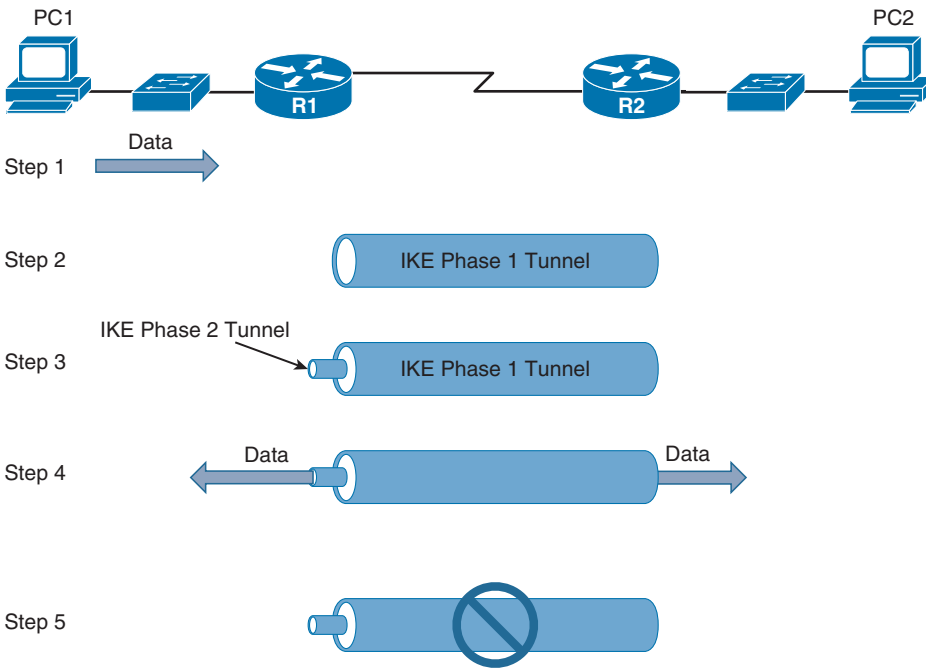 PC1
PC2
R1
R2
Data
Step 1
Step 2
IKE Phase 1 Tunnel
IKE Phase 2 Tunnel
Step 3
IKE Phase 1 Tunnel
Step 4
Data
Data
Step 5